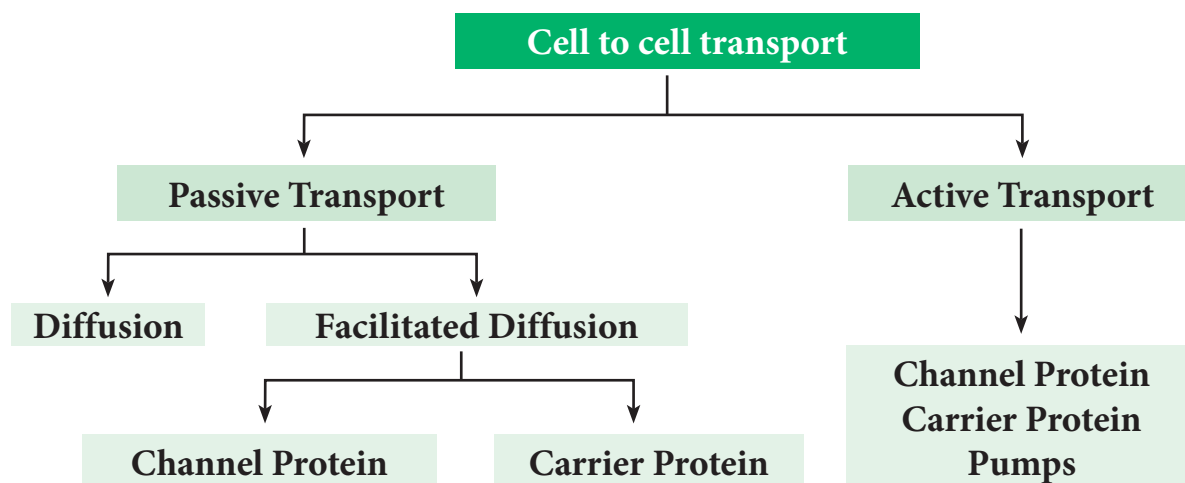 Cell to cell transport
Passive Transport
Active Transport
Diffusion
Facilitated Diffusion
Channel Protein
Carrier Protein
Channel Protein
Carrier Protein
Pumps